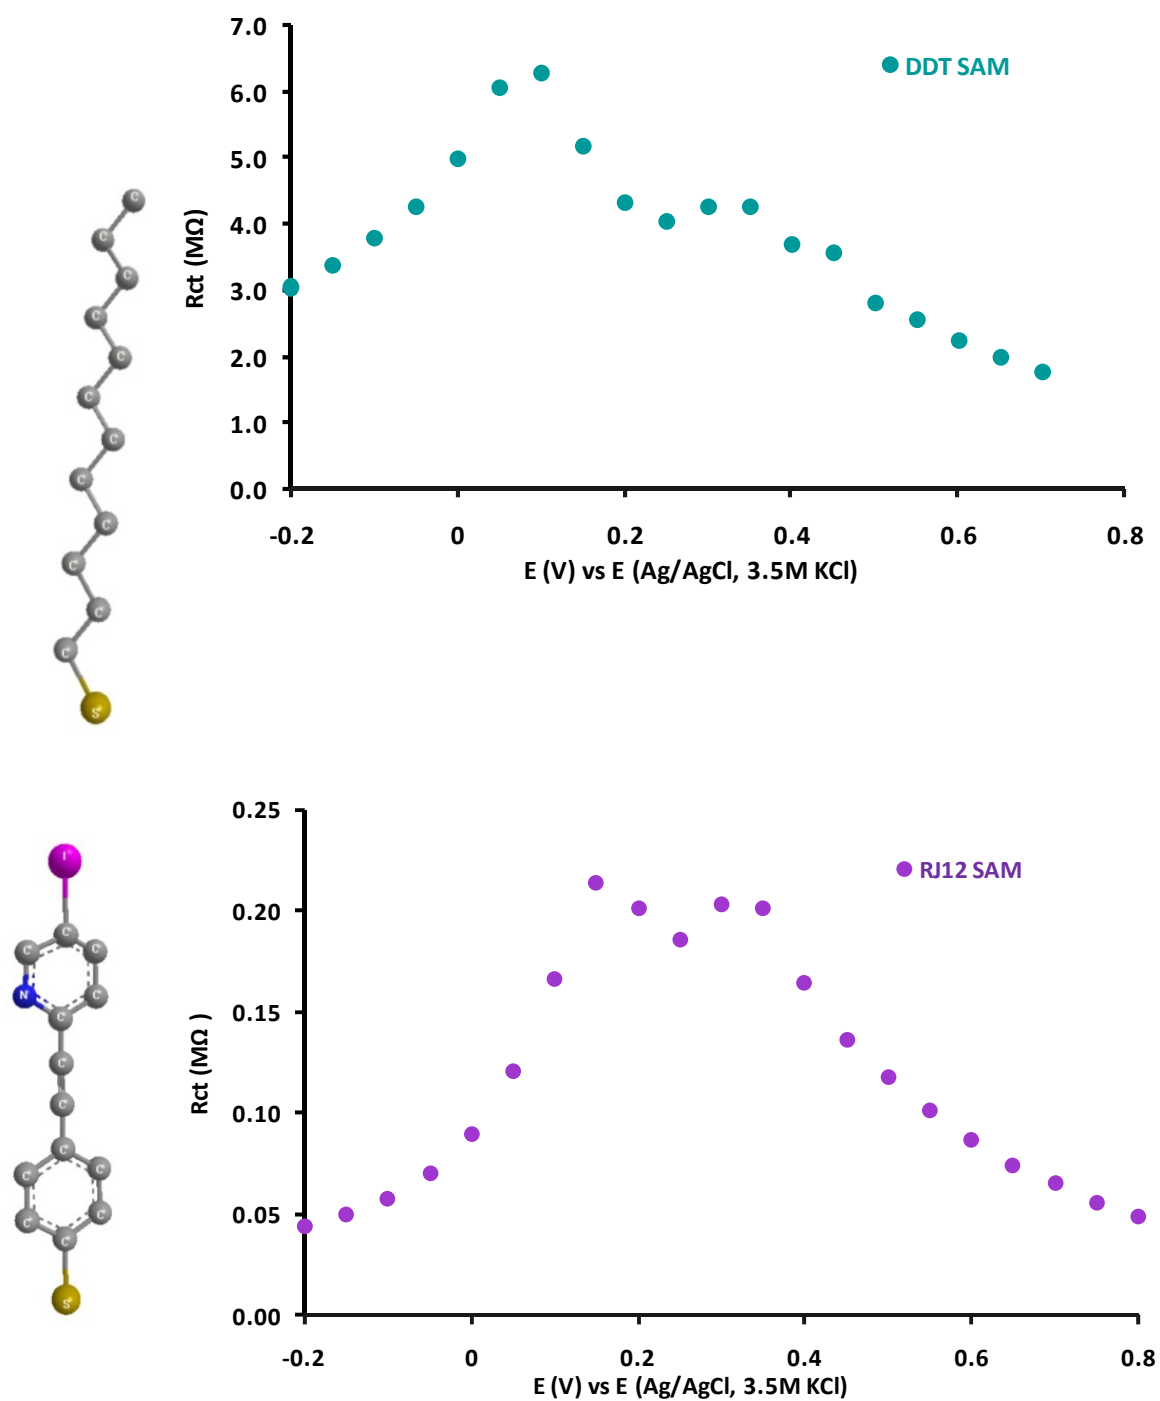 7.0
6.0
5.0
4.0
3.0
2.0
1.0
0.0
Rct (MΩ)
DDT SAM
-0.2 0 0.2 0.4 0.6 0.8
E (V) vs E (Ag/AgCl, 3.5M KCl)
C
C
C
C
C
C
C
C
C
C
C
C
S
0.25
0.20
0.15
0.10
0.05
0.00
Rct (MΩ )
RJ12 SAM
-0.2 0 0.2 0.4 0.6 0.8
E (V) vs E (Ag/AgCl, 3.5M KCl)
I
C
C C
N C
C
C
C
C
C C
C C
C
S